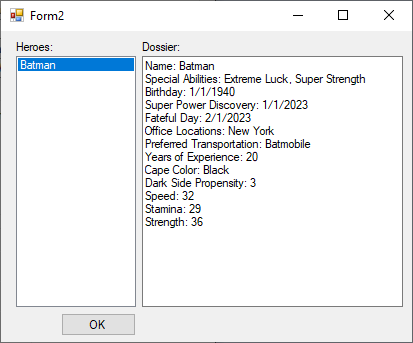 Form2
Heroes:
Dossier:
Batman
Name: Batman
Special Abilities: Extreme Luck, Super Strength
Birthday: 1/1/1940
Super Power Discovery: 1/1/2023
Fateful Day: 2/1/2023
Office Locations: New York
Preferred Transportation: Batmobile
Years of Experience: 20
Cape Color: Black
Dark Side Propensity: 3
Speed: 32
Stamina: 29
Strength: 36
OK